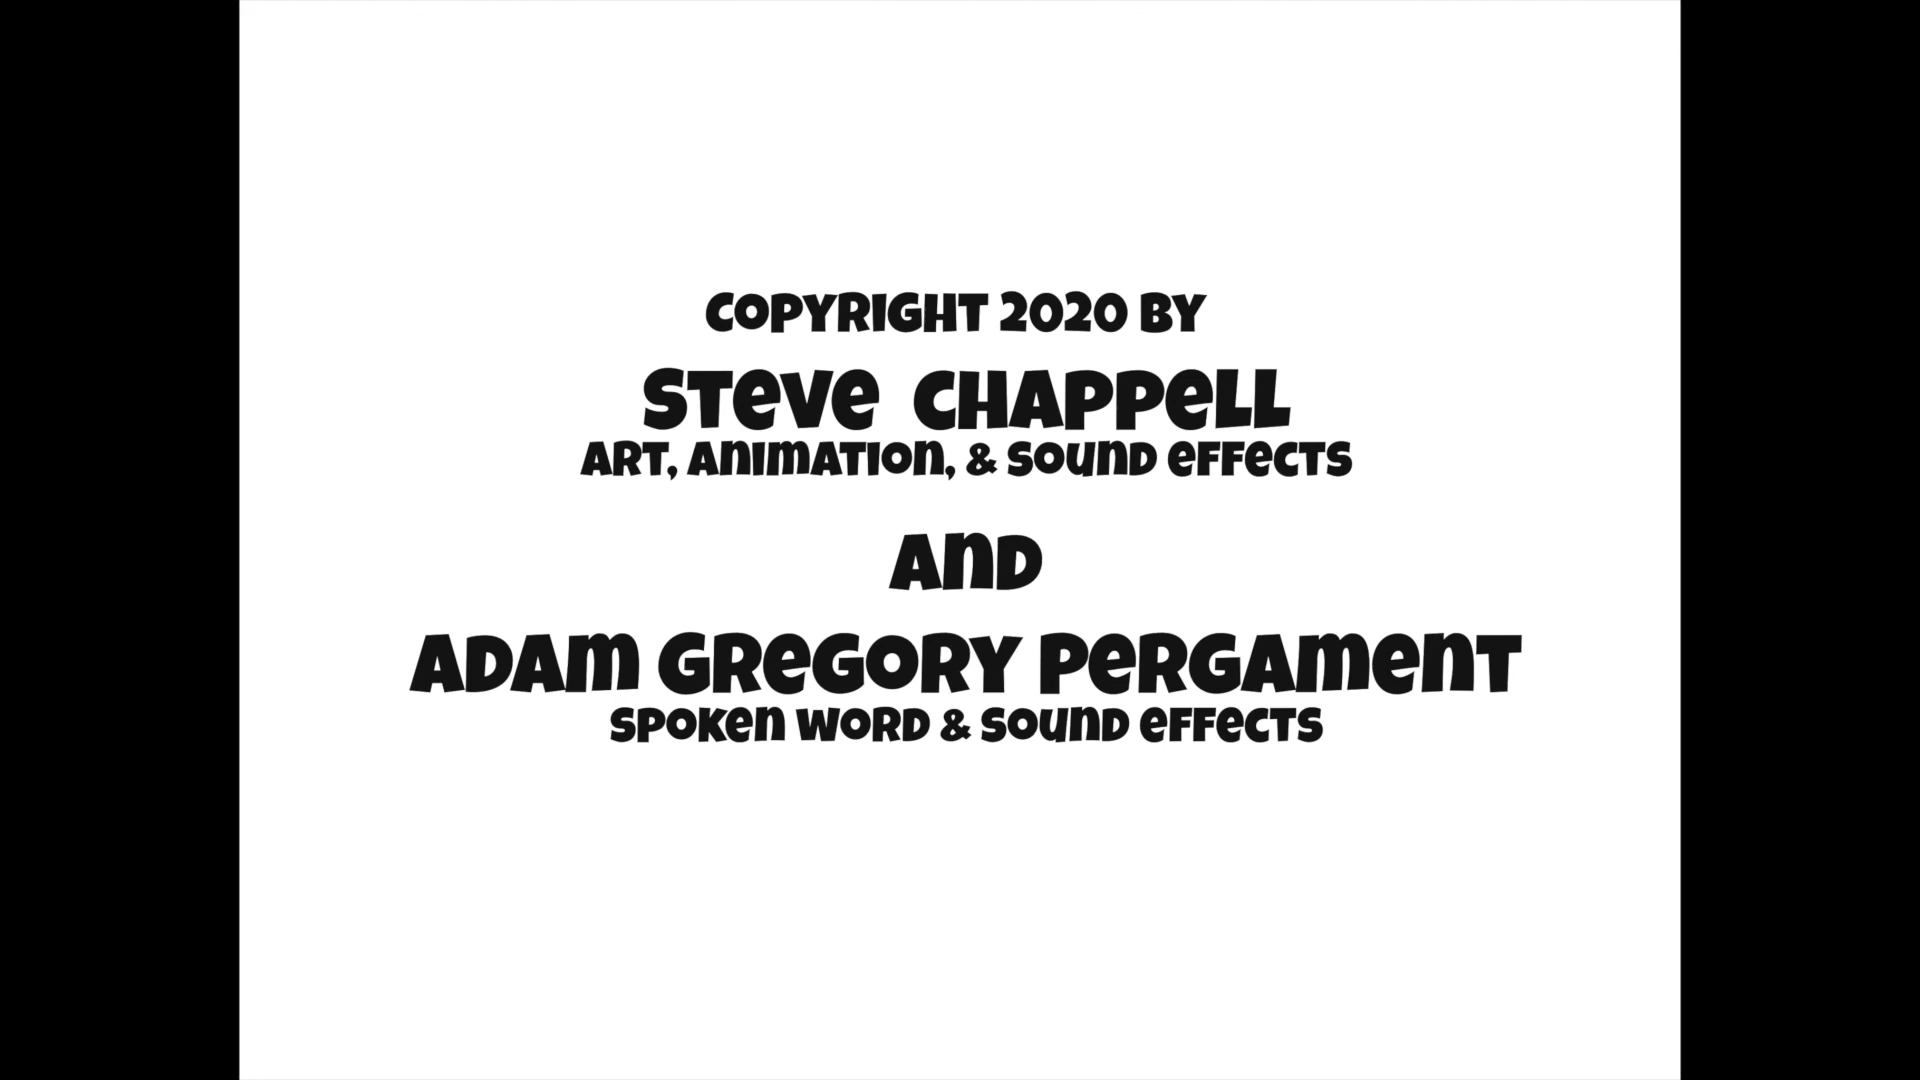 COPYRIGHT 2020 BY
STEVE CHAPPELL
ART, ANIMATION, & SOUND EFFECTS
AND
ADAM GREGORY PERGAMENT
SPOKEN WORD & SOUND EFFECTS